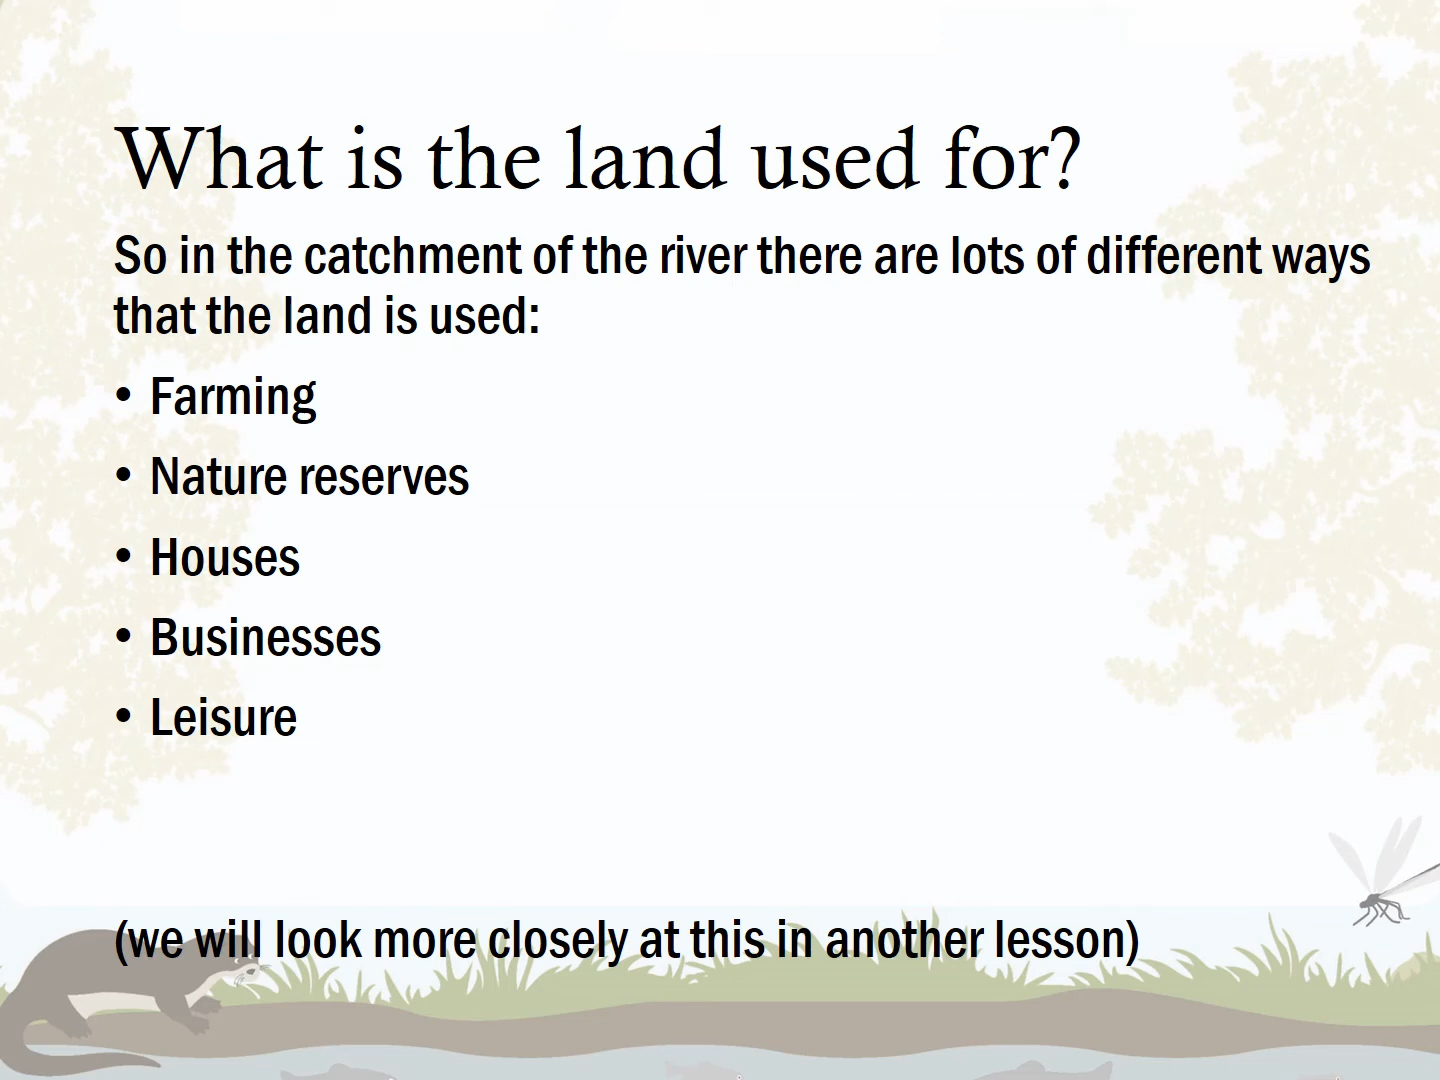 What is the land used for?
So in the catchment of the river there are lots of different ways
that the land is used:
• Farming
• Nature reserves
• Houses
• Businesses
• Leisure
(we will look more closely at this in another lesson)